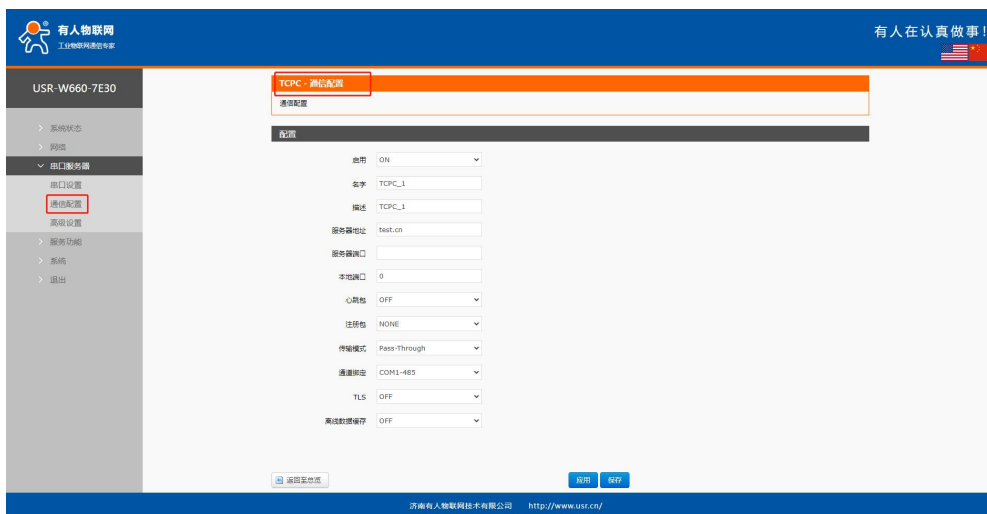 有人物联网
工业物联网通信专家
有人在认真做事!
USR-W660-7E30
系统状态
网络
串口服务器
串口设置
通信配置
高级设置
服务功能
系统
退出
TCPC - 通信配置
通信配置
配置
启用 ON
名字 TCPC_1
描述 TCPC_1
服务器地址 test.cn
服务器端口
本地端口 0
心跳包 OFF
注册包 NONE
传输模式 Pass-Through
通道绑定 COM1-485
TLS OFF
离线数据缓存 OFF
返回至总览
应用 保存
济南有人物联网技术有限公司 http://www.usr.cn/